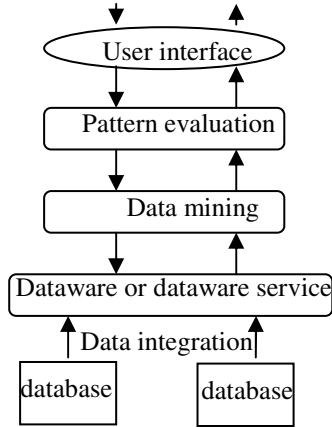 User interface
Pattern evaluation
Data mining
Dataware or dataware service
Data integration
database
database